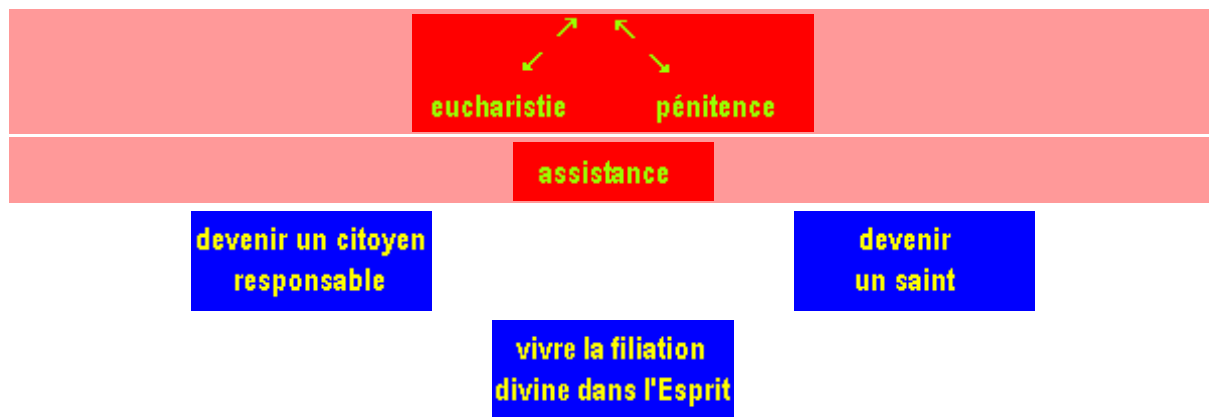 eucharistie pénitence
assistance
devenir un citoyen
responsable
devenir
un saint
vivre la filiation
divine dans l'Esprit